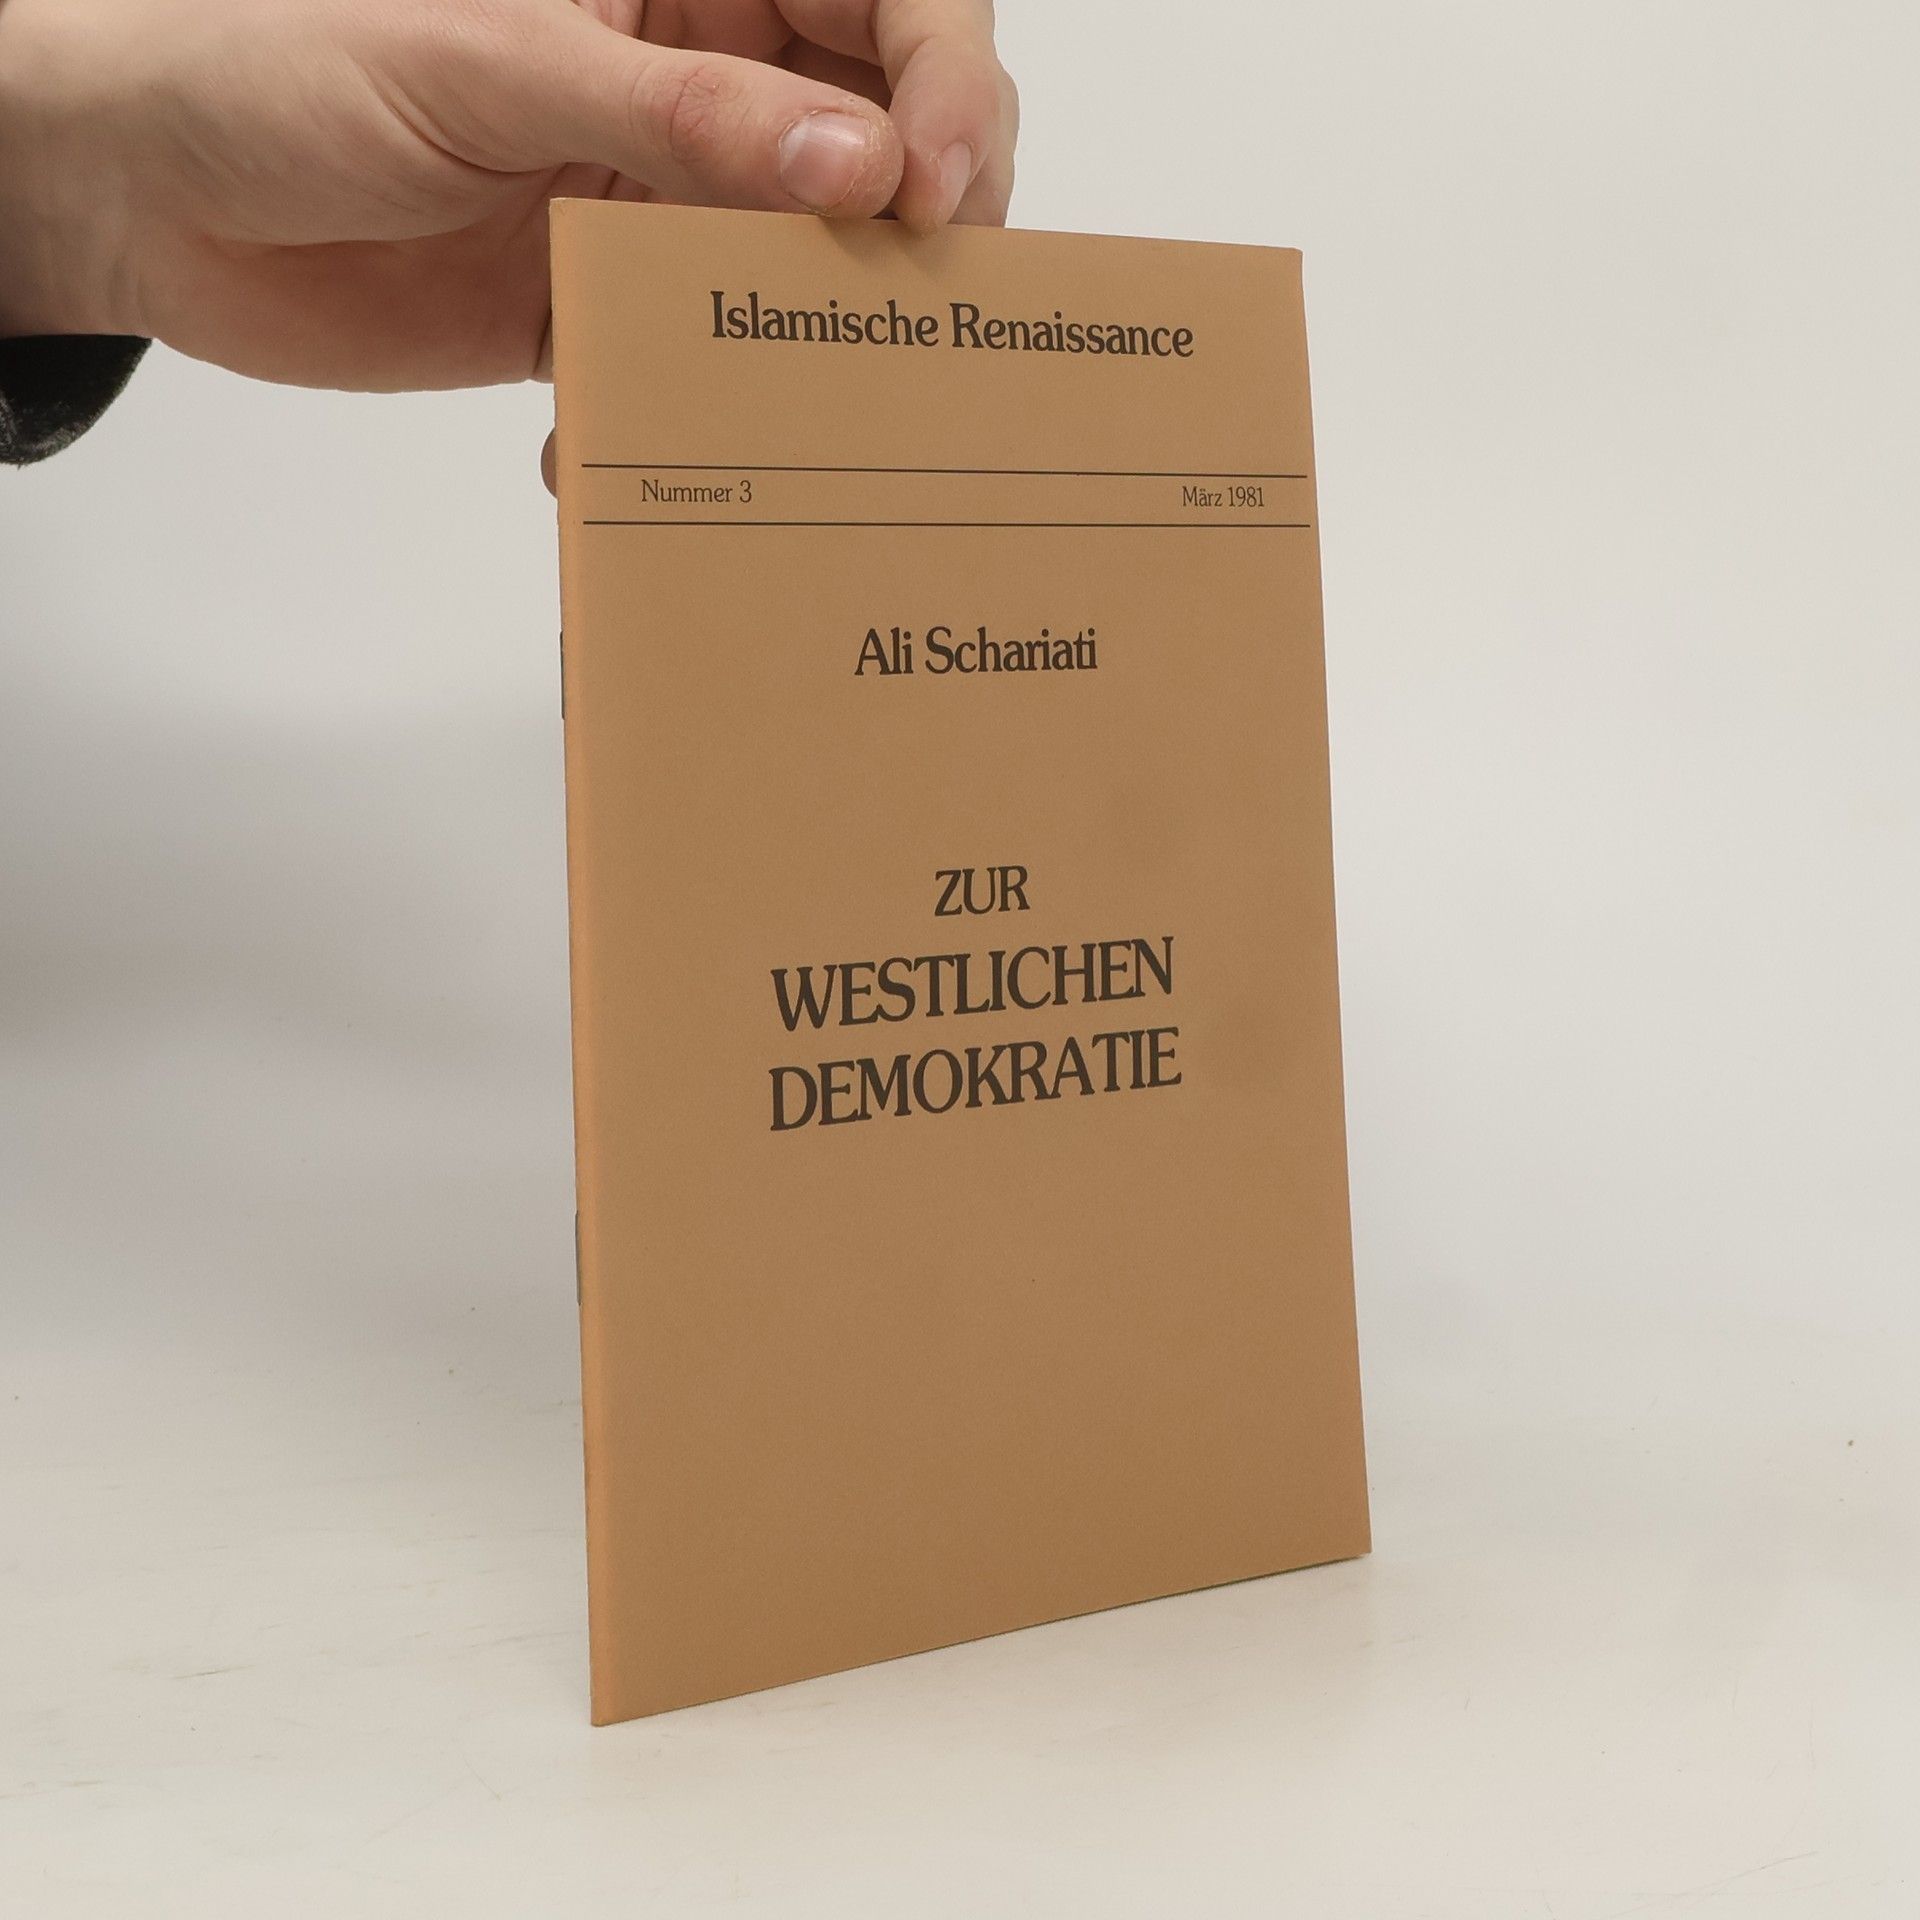 Islamische Renaissance
Nummer 3 März 1981
Ali Schariati
ZUR
WESTLICHEN
DEMOKRATIE